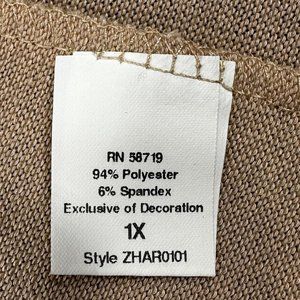 RN 58719
94% Polyester
6% Spandex
Exclusive of Decoration
1X
Style ZHAR0101